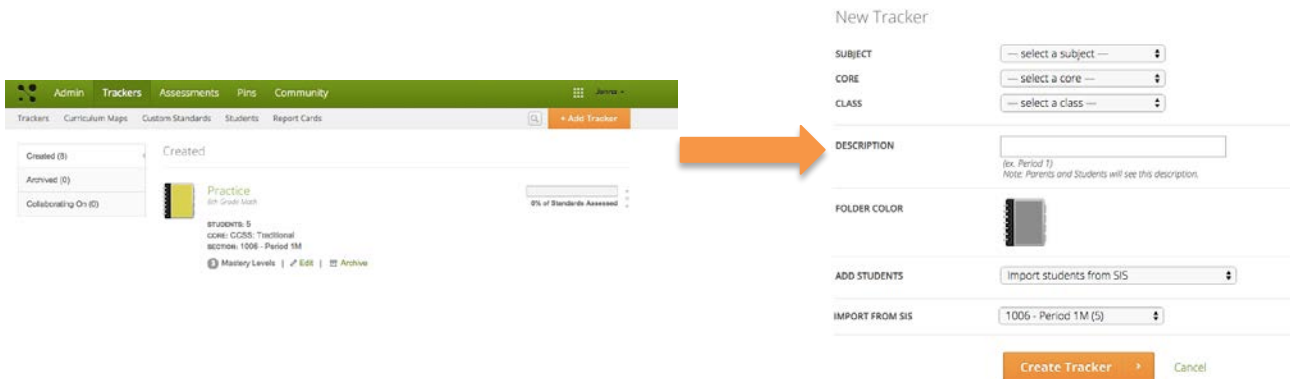 Admin Trackers Assessments Pins Community Jenna
Trackers Curriculum Maps Custom Standards Students Report Cards + Add Tracker
Created (8)
Archived (0)
Collaborating On (0)
Created
Practice
6th Grade Math
0% of Standards Assessed
STUDENTS: 5
CORE: CCSS: Traditional
SECTION: 1006 - Period 1M
Mastery Levels | Edit | Archive
New Tracker
SUBJECT — select a subject —
CORE — select a core —
CLASS — select a class —
DESCRIPTION
(ex. Period 1)
Note: Parents and Students will see this description.
FOLDER COLOR
ADD STUDENTS Import students from SIS
IMPORT FROM SIS 1006 - Period 1M (5)
Create Tracker › Cancel